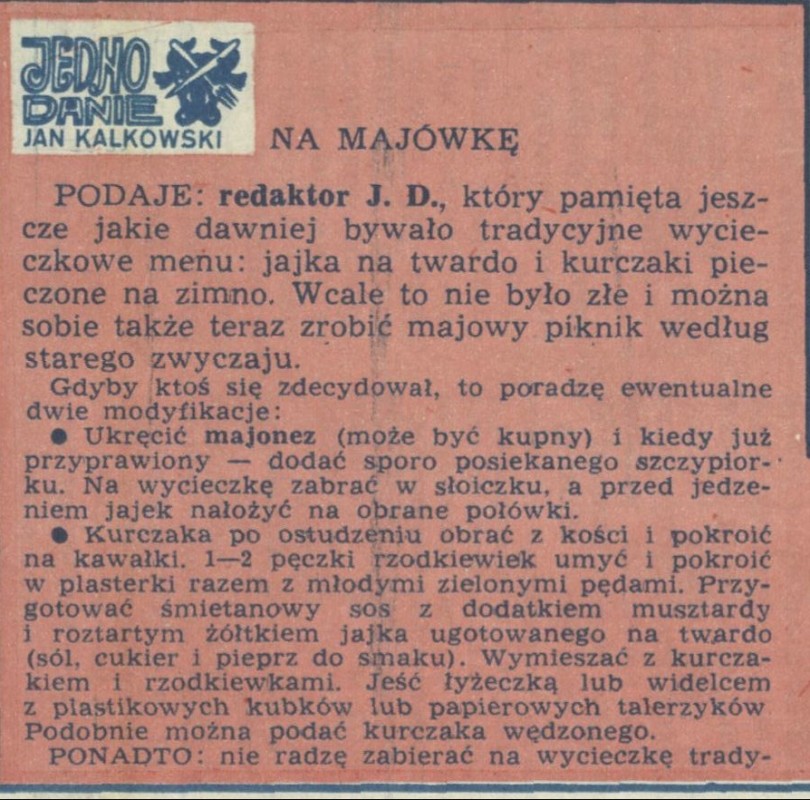 JEDNO
DANIE
JAN KALKOWSKI
NA MAJÓWKĘ
PODAJE: redaktor J. D., który pamięta jesz-
cze jakie dawniej bywało tradycyjne wycie-
czkowe menu: jajka na twardo i kurczaki pie-
czone na zimno. Wcale to nie było złe i można
sobie także teraz zrobić majowy piknik według
starego zwyczaju.
Gdyby ktoś się zdecydował, to poradzę ewentualne
dwie modyfikacje:
● Ukręcić majonez (może być kupny) i kiedy już
przyprawiony — dodać sporo posiekanego szczypior-
ku. Na wycieczkę zabrać w słoiczku, a przed jedze-
niem jajek nałożyć na obrane połówki.
● Kurczaka po ostudzeniu obrać z kości i pokroić
na kawałki. 1—2 pęczki rzodkiewek umyć i pokroić
w plasterki razem z młodymi zielonymi pędami. Przy-
gotować śmietanowy sos z dodatkiem musztardy
i roztartym żółtkiem jajka ugotowanego na twardo
(sól, cukier i pieprz do smaku). Wymieszać z kurcza-
kiem i rzodkiewkami. Jeść łyżeczką lub widelcem
z plastikowych kubków lub papierowych talerzyków
Podobnie można podać kurczaka wędzonego.
PONADTO: nie radzę zabierać na wycieczkę trady-